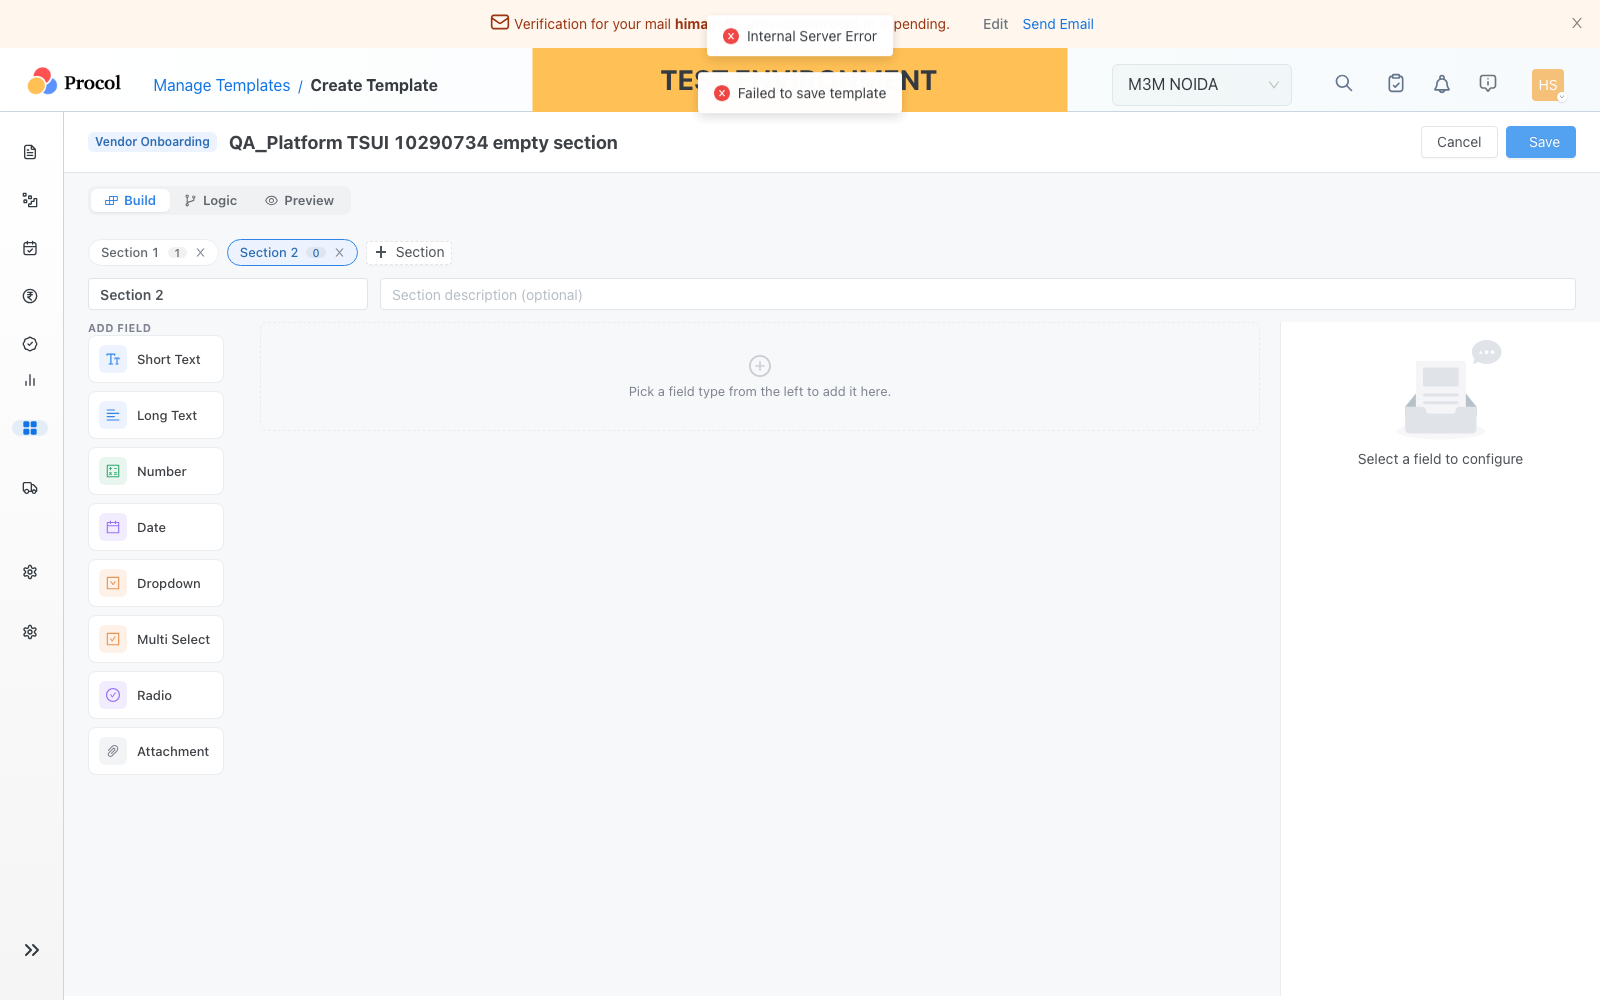 Verification for your mail hima pending. Edit Send Email
Internal Server Error
Procol
Manage Templates / Create Template
Failed to save template
M3M NOIDA
HS
Vendor Onboarding QA_Platform TSUI 10290734 empty section
Cancel Save
Build Logic Preview
Section 1 1 Section 2 0 + Section
Section 2 Section description (optional)
ADD FIELD
Short Text
Long Text
Number
Date
Dropdown
Multi Select
Radio
Attachment
Pick a field type from the left to add it here.
Select a field to configure